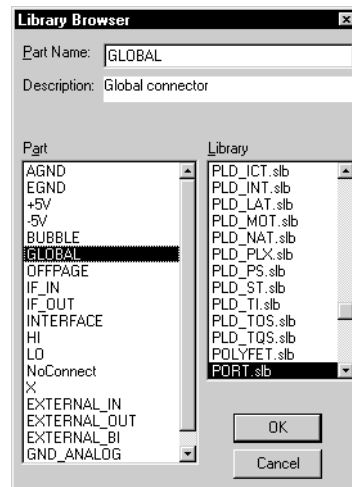 Library Browser
Part Name: GLOBAL
Description: Global connector
Part
AGND
EGND
+5V
-5V
BUBBLE
GLOBAL
OFFPAGE
IF_IN
IF_OUT
INTERFACE
HI
LO
NoConnect
X
EXTERNAL_IN
EXTERNAL_OUT
EXTERNAL_BI
GND_ANALOG
Library
PLD_ICT.slb
PLD_INT.slb
PLD_LAT.slb
PLD_MOT.slb
PLD_NAT.slb
PLD_PLX.slb
PLD_PS.slb
PLD_ST.slb
PLD_TI.slb
PLD_TOS.slb
PLD_TQS.slb
POLYFET.slb
PORT.slb
OK
Cancel